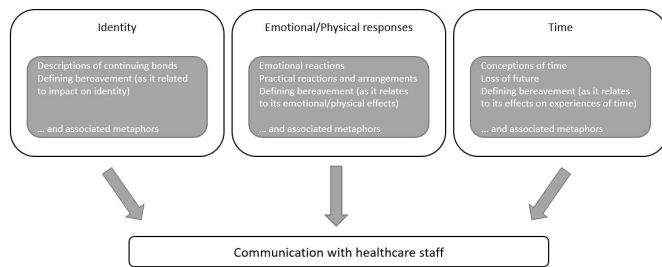 Identity
Descriptions of continuing bonds
Defining bereavement (as it related
to impact on identity)
... and associated metaphors
Emotional/Physical responses
Emotional reactions
Practical reactions and arrangements
Defining bereavement (as it relates
to its emotional/physical effects)
... and associated metaphors
Time
Conceptions of time
Loss of future
Defining bereavement (as it relates
to its effects on experiences of time)
... and associated metaphors
Communication with healthcare staff